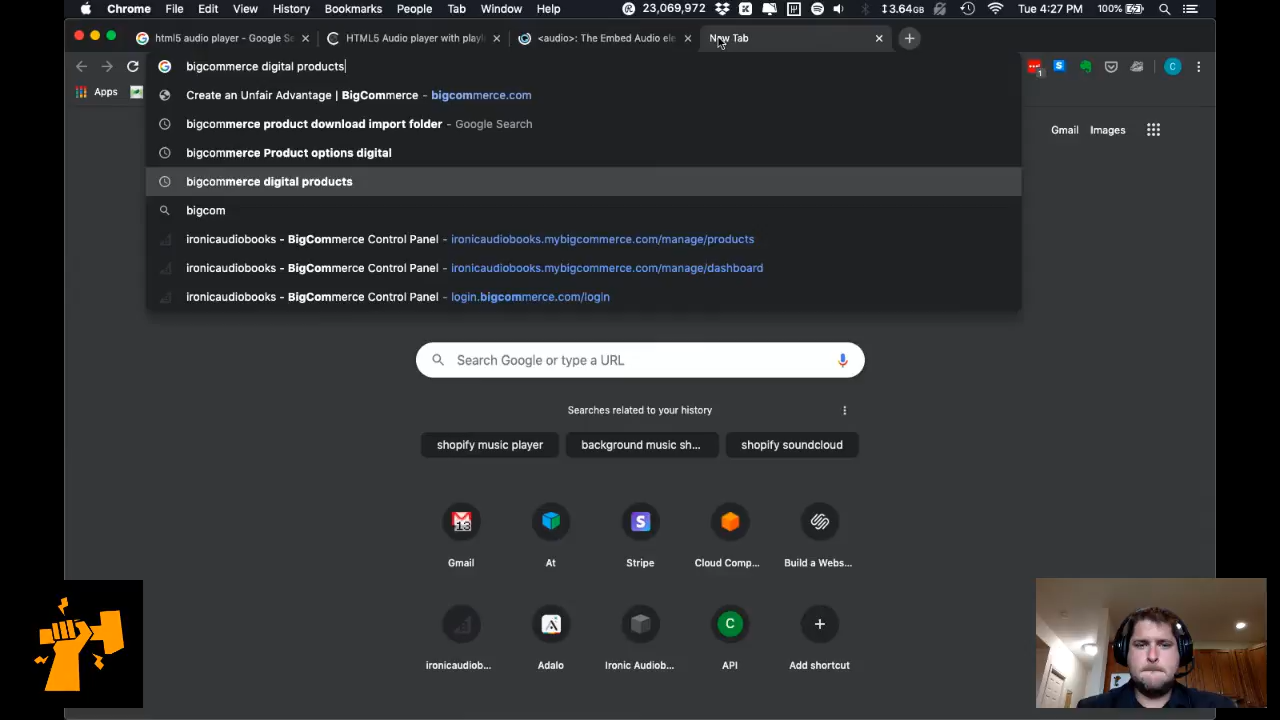 Chrome File Edit View History Bookmarks People Tab Window Help 23,069,972 3.64GB 100% Tue 4:27 PM
html5 audio player - Google Se HTML5 Audio player with playl <audio>: The Embed Audio ele New Tab
bigcommerce digital products
Apps
Create an Unfair Advantage | BigCommerce - bigcommerce.com
bigcommerce product download import folder - Google Search
bigcommerce Product options digital
bigcommerce digital products
bigcom
ironicaudiobooks - BigCommerce Control Panel - ironicaudiobooks.mybigcommerce.com/manage/products
ironicaudiobooks - BigCommerce Control Panel - ironicaudiobooks.mybigcommerce.com/manage/dashboard
ironicaudiobooks - BigCommerce Control Panel - login.bigcommerce.com/login
1 S C
Gmail Images
Search Google or type a URL
Searches related to your history
shopify music player background music sh... shopify soundcloud
13 S
Gmail At Stripe Cloud Comp... Build a Webs...
A C
ironicaudiob... Adalo Ironic Audiob... API Add shortcut